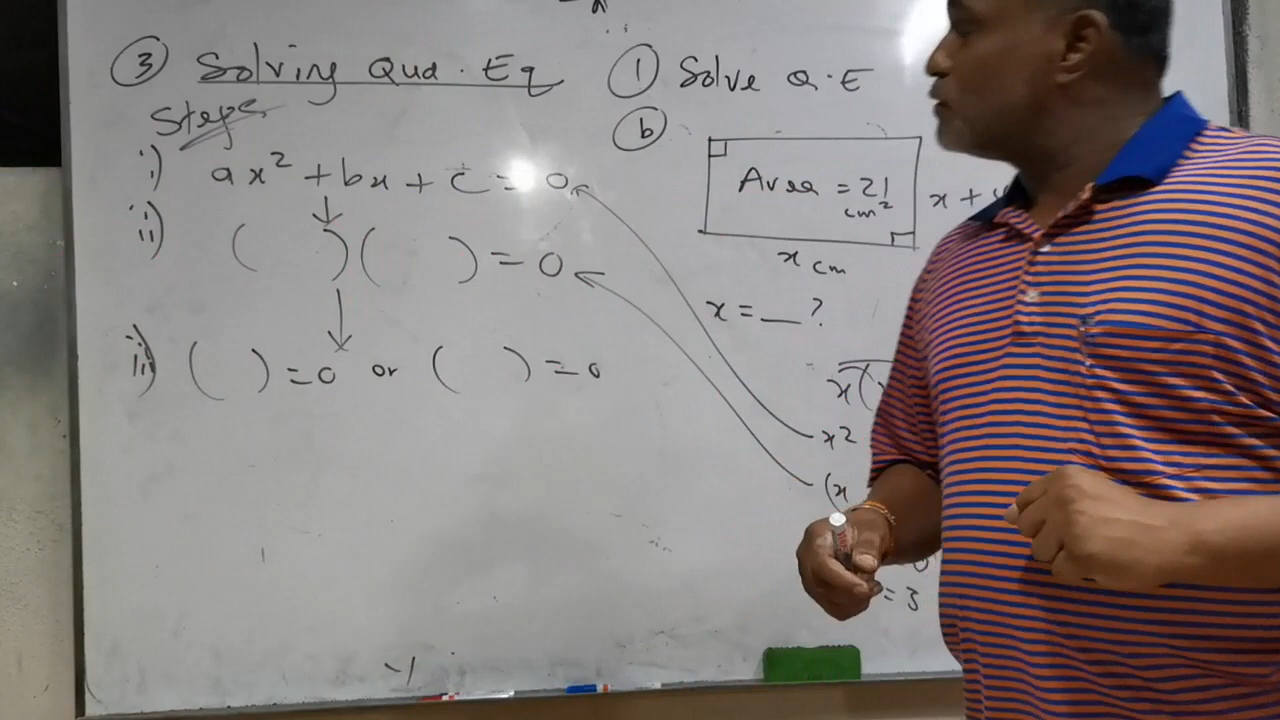 ③ Solving Qua. Eq
Steps
i) ax² + bx + c = 0
ii) ( )( ) = 0
iii) ( ) = 0 or ( ) = 0
① Solve Q.E
ⓑ
Area = 21
cm²
x +
x cm
x = __ ?
x(
x²
(x
= 3